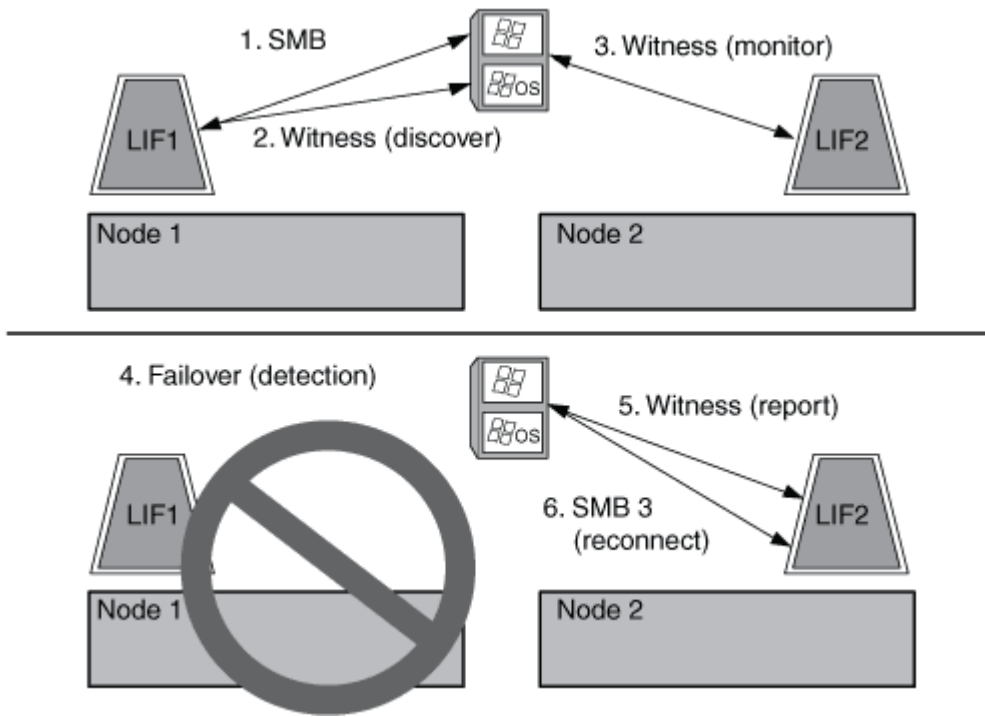 1. SMB
3. Witness (monitor)
OS
LIF1
2. Witness (discover)
LIF2
Node 1
Node 2
4. Failover (detection)
5. Witness (report)
OS
LIF1
6. SMB 3
(reconnect)
LIF2
Node 1
Node 2